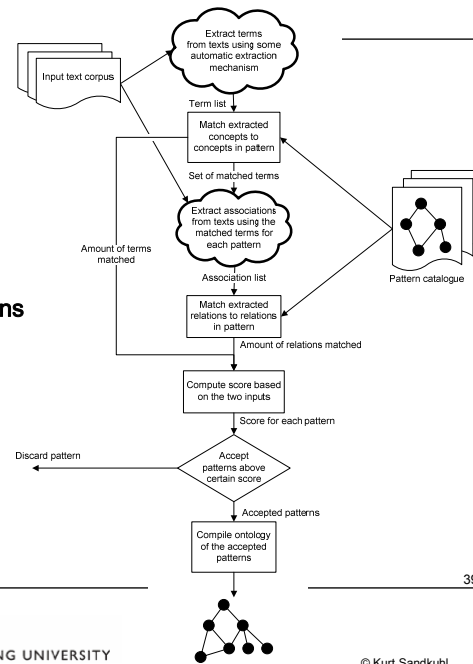 Extract terms
from texts using some
automatic extraction
mechanism
Input text corpus
Term list
Match extracted
concepts to
concepts in pattern
Set of matched terms
Extract associations
from texts using the
matched terms for
each pattern
Amount of terms
matched
Pattern catalogue
Association list
ns
Match extracted
relations to relations
in pattern
Amount of relations matched
Compute score based
on the two inputs
Score for each pattern
Discard pattern
Accept
patterns above
certain score
Accepted patterns
Compile ontology
of the accepted
patterns
39
NG UNIVERSITY
© Kurt Sandkuhl